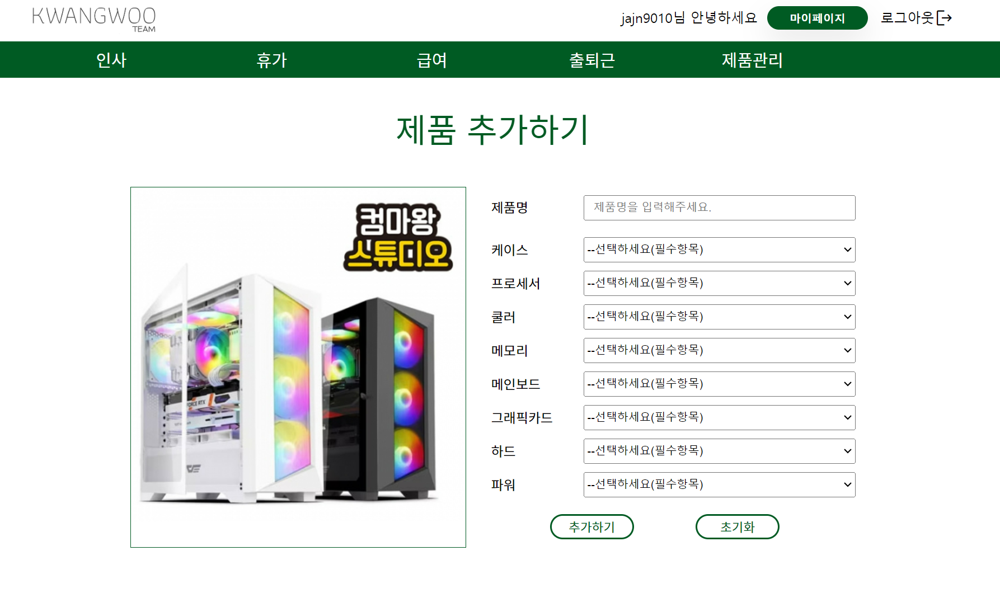 KWANGWOO
TEAM
jajn9010님 안녕하세요 마이페이지 로그아웃
인사 휴가 급여 출퇴근 제품관리
제품 추가하기
컴마왕
스튜디오
FORCE RTX
제품명 제품명을 입력해주세요.
케이스 --선택하세요(필수항목)
프로세서 --선택하세요(필수항목)
쿨러 --선택하세요(필수항목)
메모리 --선택하세요(필수항목)
메인보드 --선택하세요(필수항목)
그래픽카드 --선택하세요(필수항목)
하드 --선택하세요(필수항목)
파워 --선택하세요(필수항목)
추가하기 초기화